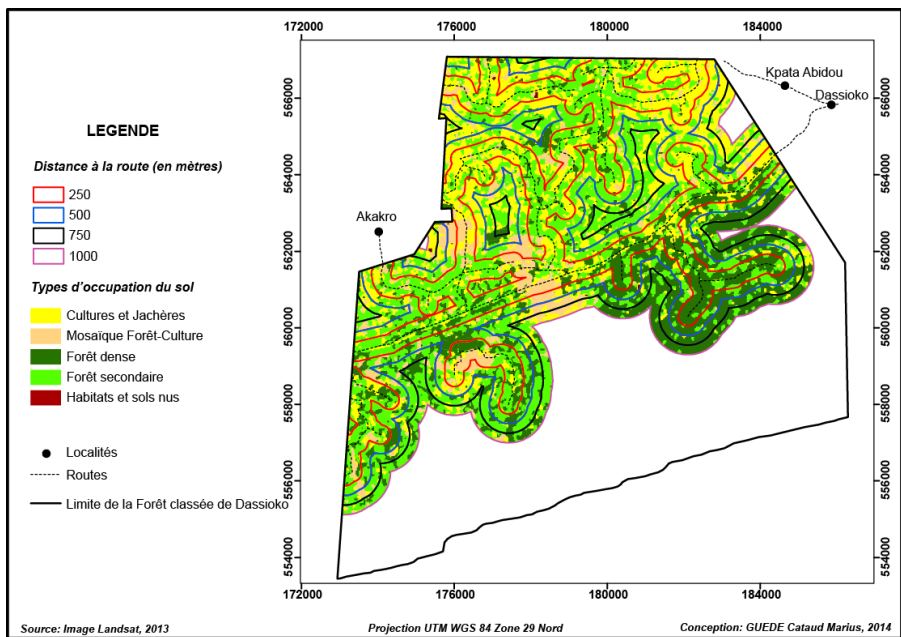 172000 176000 180000 184000
566000 564000 562000 560000 558000 556000 554000
Kpata Abidou
Dassioko
Akakro
LEGENDE
Distance à la route (en mètres)
250
500
750
1000
Types d'occupation du sol
Cultures et Jachères
Mosaïque Forêt-Culture
Forêt dense
Forêt secondaire
Habitats et sols nus
Localités
Routes
Limite de la Forêt classée de Dassioko
566000 564000 562000 560000 558000 556000 554000
172000 176000 180000 184000
Source: Image Landsat, 2013
Projection UTM WGS 84 Zone 29 Nord
Conception: GUEDE Cataud Marius, 2014